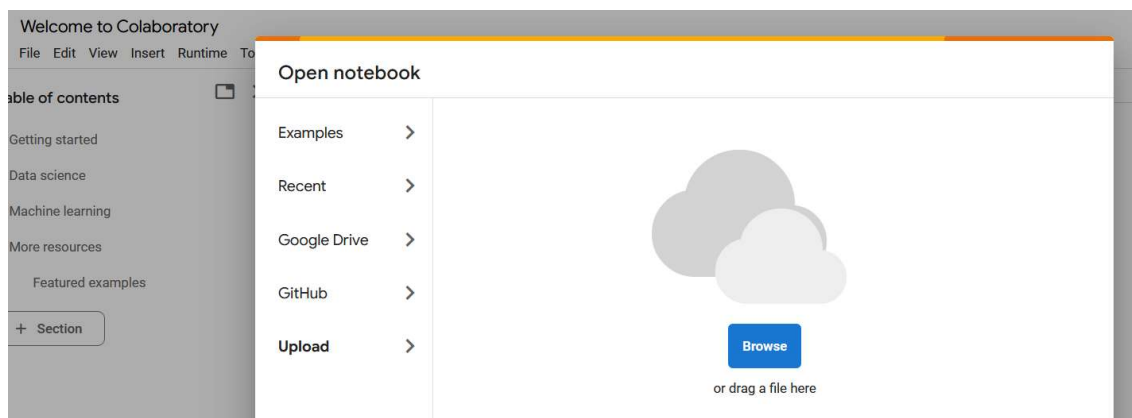 Welcome to Colaboratory
File Edit View Insert Runtime To
able of contents
Getting started
Data science
Machine learning
More resources
Featured examples
+ Section
Open notebook
Examples
Recent
Google Drive
GitHub
Upload
Browse
or drag a file here